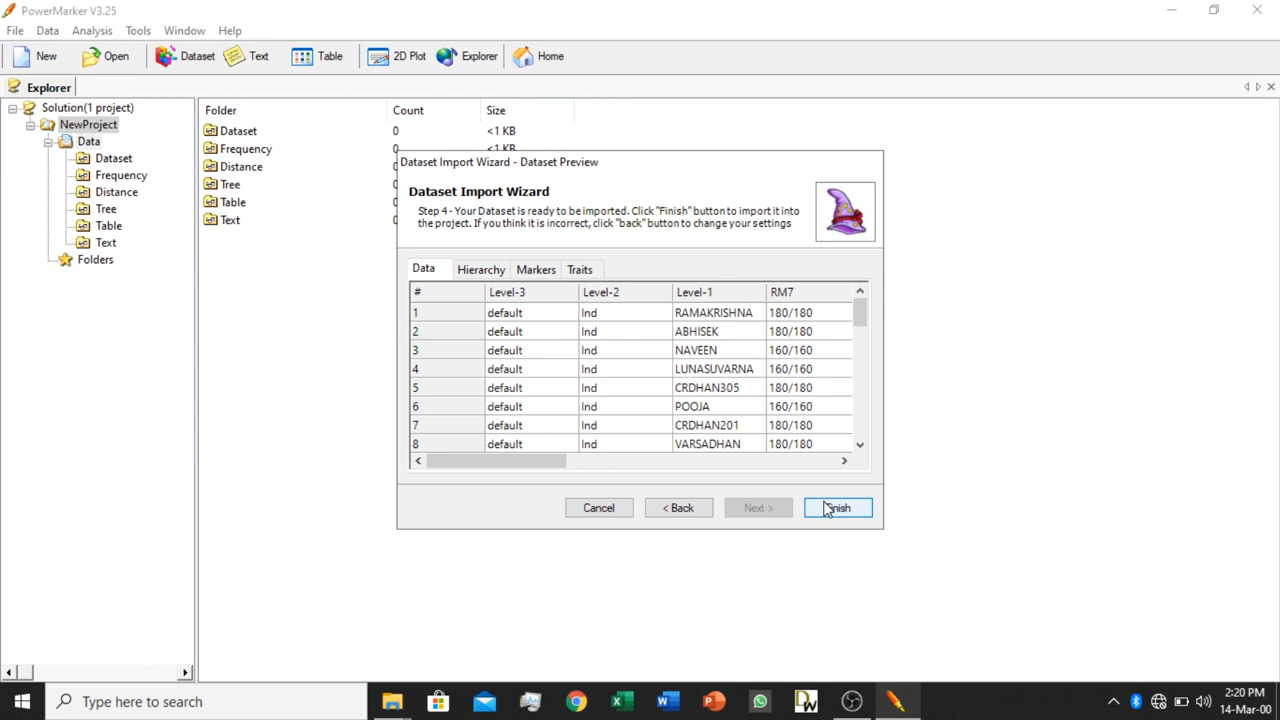 PowerMarker V3.25
File Data Analysis Tools Window Help
New Open Dataset Text Table 2D Plot Explorer Home
Explorer
Solution(1 project)
NewProject
Data
Dataset
Frequency
Distance
Tree
Table
Text
Folders
Folder Count Size
Dataset 0 <1 KB
Frequency 0 <1 KB
Distance 0
Tree 0
Table 0
Text 0
Dataset Import Wizard - Dataset Preview
Dataset Import Wizard
Step 4 - Your Dataset is ready to be imported. Click "Finish" button to import it into
the project. If you think it is incorrect, click "back" button to change your settings
Data Hierarchy Markers Traits
# Level-3 Level-2 Level-1 RM7
1 default Ind RAMAKRISHNA 180/180
2 default Ind ABHISEK 180/180
3 default Ind NAVEEN 160/160
4 default Ind LUNASUVARNA 160/160
5 default Ind CRDHAN305 180/180
6 default Ind POOJA 160/160
7 default Ind CRDHAN201 180/180
8 default Ind VARSADHAN 180/180
Cancel < Back Next > Finish
Type here to search
2:20 PM
14-Mar-00